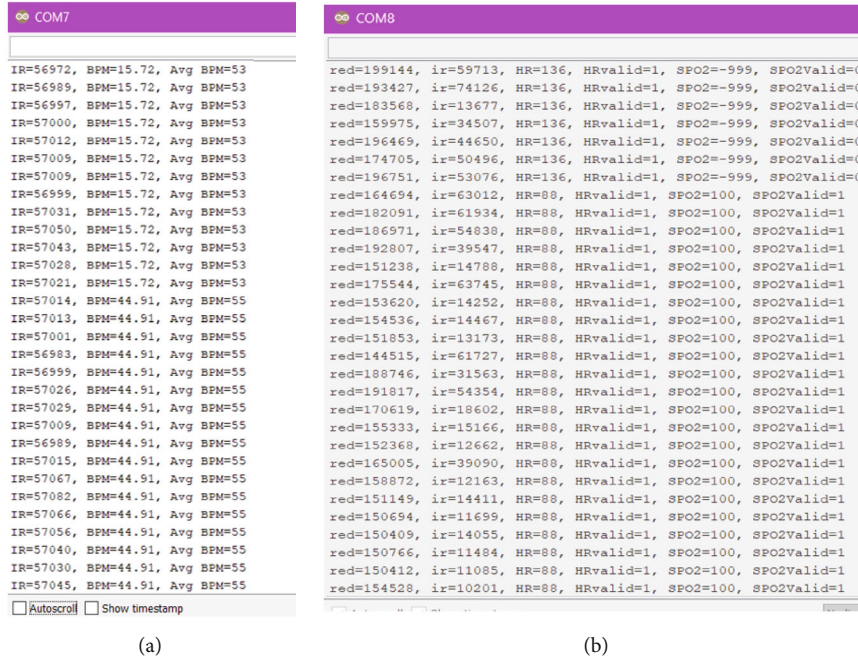 COM7
IR=56972, BPM=15.72, Avg BPM=53
IR=56989, BPM=15.72, Avg BPM=53
IR=56997, BPM=15.72, Avg BPM=53
IR=57000, BPM=15.72, Avg BPM=53
IR=57012, BPM=15.72, Avg BPM=53
IR=57009, BPM=15.72, Avg BPM=53
IR=57009, BPM=15.72, Avg BPM=53
IR=56999, BPM=15.72, Avg BPM=53
IR=57031, BPM=15.72, Avg BPM=53
IR=57050, BPM=15.72, Avg BPM=53
IR=57043, BPM=15.72, Avg BPM=53
IR=57028, BPM=15.72, Avg BPM=53
IR=57021, BPM=15.72, Avg BPM=53
IR=57014, BPM=44.91, Avg BPM=55
IR=57013, BPM=44.91, Avg BPM=55
IR=57001, BPM=44.91, Avg BPM=55
IR=56983, BPM=44.91, Avg BPM=55
IR=56999, BPM=44.91, Avg BPM=55
IR=57026, BPM=44.91, Avg BPM=55
IR=57029, BPM=44.91, Avg BPM=55
IR=57009, BPM=44.91, Avg BPM=55
IR=56989, BPM=44.91, Avg BPM=55
IR=57015, BPM=44.91, Avg BPM=55
IR=57067, BPM=44.91, Avg BPM=55
IR=57082, BPM=44.91, Avg BPM=55
IR=57066, BPM=44.91, Avg BPM=55
IR=57056, BPM=44.91, Avg BPM=55
IR=57040, BPM=44.91, Avg BPM=55
IR=57030, BPM=44.91, Avg BPM=55
IR=57045, BPM=44.91, Avg BPM=55
Autoscroll Show timestamp
(a)
COM8
red=199144, ir=59713, HR=136, HRvalid=1, SPO2=-999, SPO2Valid=0
red=193427, ir=74126, HR=136, HRvalid=1, SPO2=-999, SPO2Valid=0
red=183568, ir=13677, HR=136, HRvalid=1, SPO2=-999, SPO2Valid=0
red=159975, ir=34507, HR=136, HRvalid=1, SPO2=-999, SPO2Valid=0
red=196469, ir=44650, HR=136, HRvalid=1, SPO2=-999, SPO2Valid=0
red=174705, ir=50496, HR=136, HRvalid=1, SPO2=-999, SPO2Valid=0
red=196751, ir=53076, HR=136, HRvalid=1, SPO2=-999, SPO2Valid=0
red=164694, ir=63012, HR=88, HRvalid=1, SPO2=100, SPO2Valid=1
red=182091, ir=61934, HR=88, HRvalid=1, SPO2=100, SPO2Valid=1
red=186971, ir=54838, HR=88, HRvalid=1, SPO2=100, SPO2Valid=1
red=192807, ir=39547, HR=88, HRvalid=1, SPO2=100, SPO2Valid=1
red=151238, ir=14788, HR=88, HRvalid=1, SPO2=100, SPO2Valid=1
red=175544, ir=63745, HR=88, HRvalid=1, SPO2=100, SPO2Valid=1
red=153620, ir=14252, HR=88, HRvalid=1, SPO2=100, SPO2Valid=1
red=154536, ir=14467, HR=88, HRvalid=1, SPO2=100, SPO2Valid=1
red=151853, ir=13173, HR=88, HRvalid=1, SPO2=100, SPO2Valid=1
red=144515, ir=61727, HR=88, HRvalid=1, SPO2=100, SPO2Valid=1
red=188746, ir=31563, HR=88, HRvalid=1, SPO2=100, SPO2Valid=1
red=191817, ir=54354, HR=88, HRvalid=1, SPO2=100, SPO2Valid=1
red=170619, ir=18602, HR=88, HRvalid=1, SPO2=100, SPO2Valid=1
red=155333, ir=15166, HR=88, HRvalid=1, SPO2=100, SPO2Valid=1
red=152368, ir=12662, HR=88, HRvalid=1, SPO2=100, SPO2Valid=1
red=165005, ir=39090, HR=88, HRvalid=1, SPO2=100, SPO2Valid=1
red=158872, ir=12163, HR=88, HRvalid=1, SPO2=100, SPO2Valid=1
red=151149, ir=14411, HR=88, HRvalid=1, SPO2=100, SPO2Valid=1
red=150694, ir=11699, HR=88, HRvalid=1, SPO2=100, SPO2Valid=1
red=150409, ir=14055, HR=88, HRvalid=1, SPO2=100, SPO2Valid=1
red=150766, ir=11484, HR=88, HRvalid=1, SPO2=100, SPO2Valid=1
red=150412, ir=11085, HR=88, HRvalid=1, SPO2=100, SPO2Valid=1
red=154528, ir=10201, HR=88, HRvalid=1, SPO2=100, SPO2Valid=1
(b)